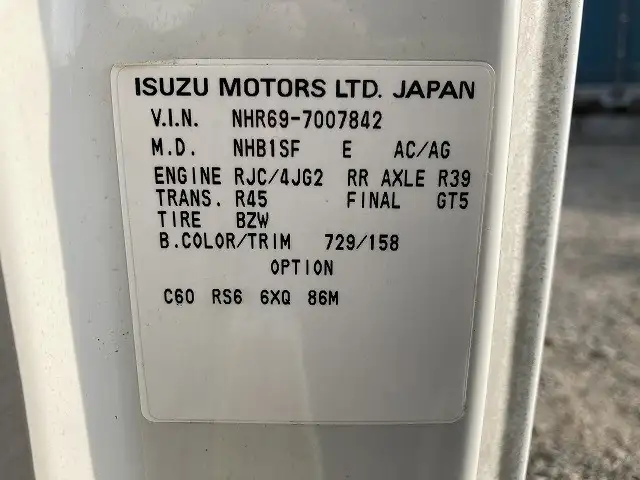 ISUZU MOTORS LTD. JAPAN
V.I.N. NHR69-7007842
M.D. NHB1SF E AC/AG
ENGINE RJC/4JG2 RR AXLE R39
TRANS. R45 FINAL GT5
TIRE BZW
B.COLOR/TRIM 729/158
OPTION
C60 RS6 6XQ 86M